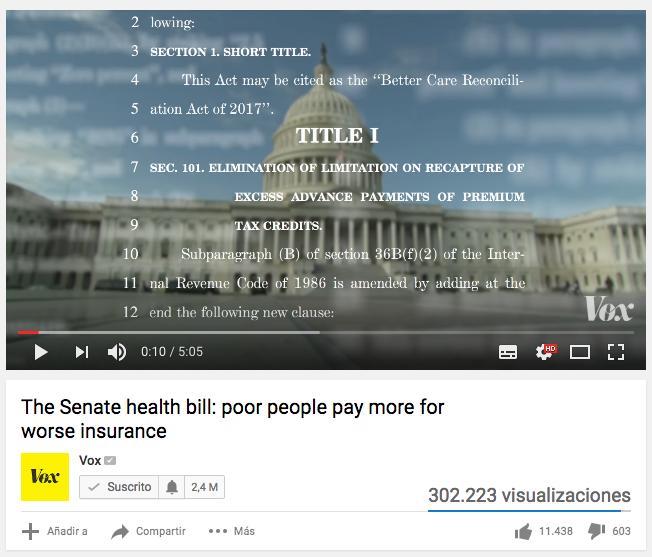 2 lowing:
3 SECTION 1. SHORT TITLE.
4 This Act may be cited as the ‘‘Better Care Reconcili-
5 ation Act of 2017’’.
6 TITLE I
7 SEC. 101. ELIMINATION OF LIMITATION ON RECAPTURE OF
8 EXCESS ADVANCE PAYMENTS OF PREMIUM
9 TAX CREDITS.
10 Subparagraph (B) of section 36B(f)(2) of the Inter-
11 nal Revenue Code of 1986 is amended by adding at the
12 end the following new clause:
Vox
0:10 / 5:05
HD
The Senate health bill: poor people pay more for
worse insurance
Vox
Vox
Suscrito 2,4 M
302.223 visualizaciones
Añadir a Compartir Más 11.438 603